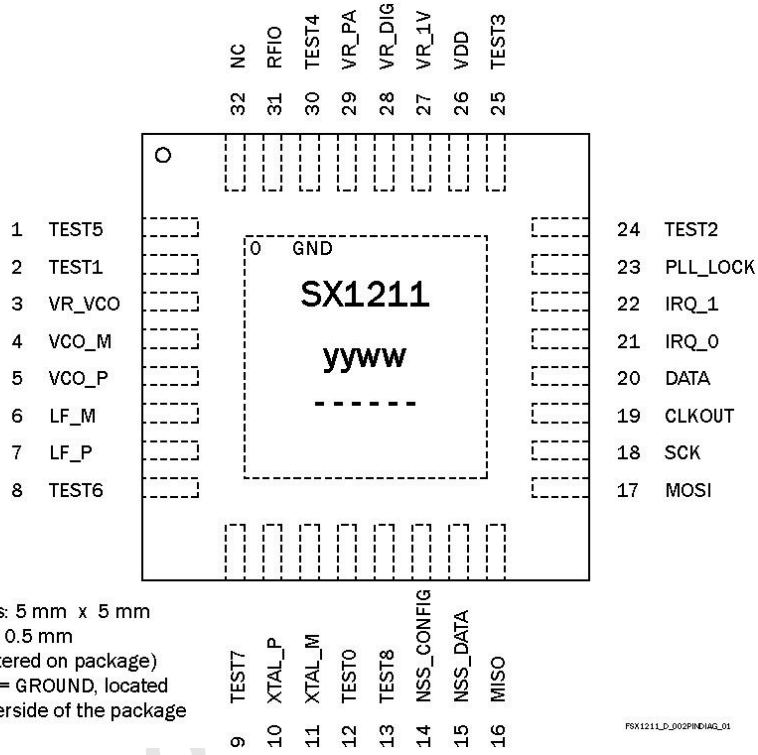 32 NC
31 RFIO
30 TEST4
29 VR_PA
28 VR_DIG
27 VR_1V
26 VDD
25 TEST3
1 TEST5
2 TEST1
3 VR_VCO
4 VCO_M
5 VCO_P
6 LF_M
7 LF_P
8 TEST6
0 GND
SX1211
yyww
------
24 TEST2
23 PLL_LOCK
22 IRQ_1
21 IRQ_0
20 DATA
19 CLKOUT
18 SCK
17 MOSI
9 TEST7
10 XTAL_P
11 XTAL_M
12 TEST0
13 TEST8
14 NSS_CONFIG
15 NSS_DATA
16 MISO
s: 5 mm x 5 mm
0.5 mm
tered on package)
= GROUND, located
erside of the package
FSX1211_D_002PINDIAG_01